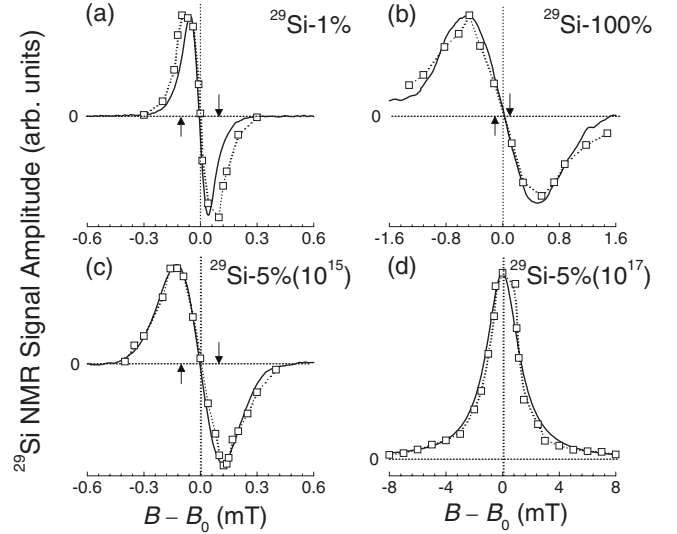 (a)
²⁹Si-1%
(b)
²⁹Si-100%
²⁹Si NMR Signal Amplitude (arb. units)
0
-0.6 -0.3 0.0 0.3 0.6
-1.6 -0.8 0.0 0.8 1.6
(c)
²⁹Si-5%(10¹⁵)
(d)
²⁹Si-5%(10¹⁷)
0
0
-0.6 -0.3 0.0 0.3 0.6
-8 -4 0 4 8
B – B₀ (mT)
B – B₀ (mT)